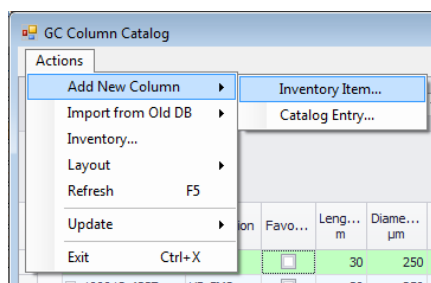 GC Column Catalog
Actions
Add New Column
Inventory Item...
Import from Old DB
Catalog Entry...
Inventory...
Layout
Refresh F5
Update
ion Favo... Leng... m Diame... µm
Exit Ctrl+X
30 250